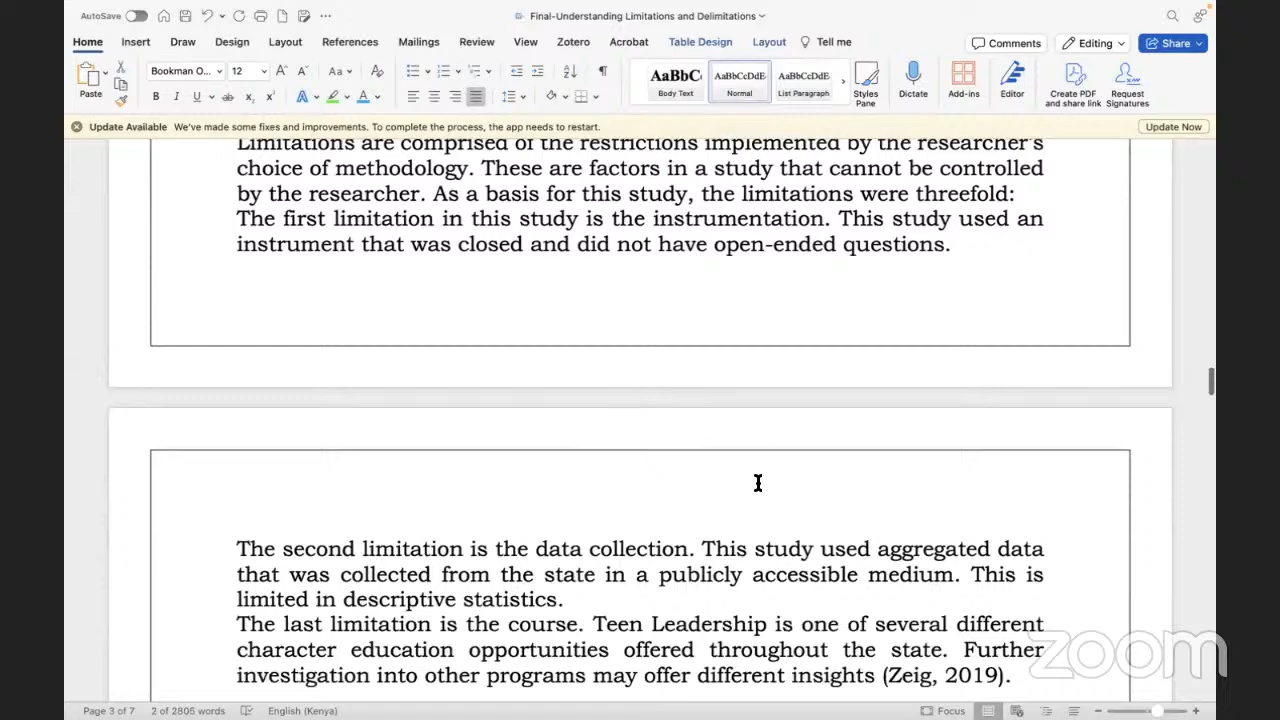 AutoSave
Final-Understanding Limitations and Delimitations
Home Insert Draw Design Layout References Mailings Review View Zotero Acrobat Table Design Layout Tell me
Comments Editing Share
Paste
Bookman O... 12
AaBbC AaBbCcDdE AaBbCcDdE
Body Text Normal List Paragraph
Styles Pane
Dictate
Add-ins
Editor
Create PDF and share link
Request Signatures
Update Available We've made some fixes and improvements. To complete the process, the app needs to restart. Update Now
Limitations are comprised of the restrictions implemented by the researcher's
choice of methodology. These are factors in a study that cannot be controlled
by the researcher. As a basis for this study, the limitations were threefold:
The first limitation in this study is the instrumentation. This study used an
instrument that was closed and did not have open-ended questions.
The second limitation is the data collection. This study used aggregated data
that was collected from the state in a publicly accessible medium. This is
limited in descriptive statistics.
The last limitation is the course. Teen Leadership is one of several different
character education opportunities offered throughout the state. Further
investigation into other programs may offer different insights (Zeig, 2019).
zoom
Page 3 of 7 2 of 2805 words English (Kenya) Focus